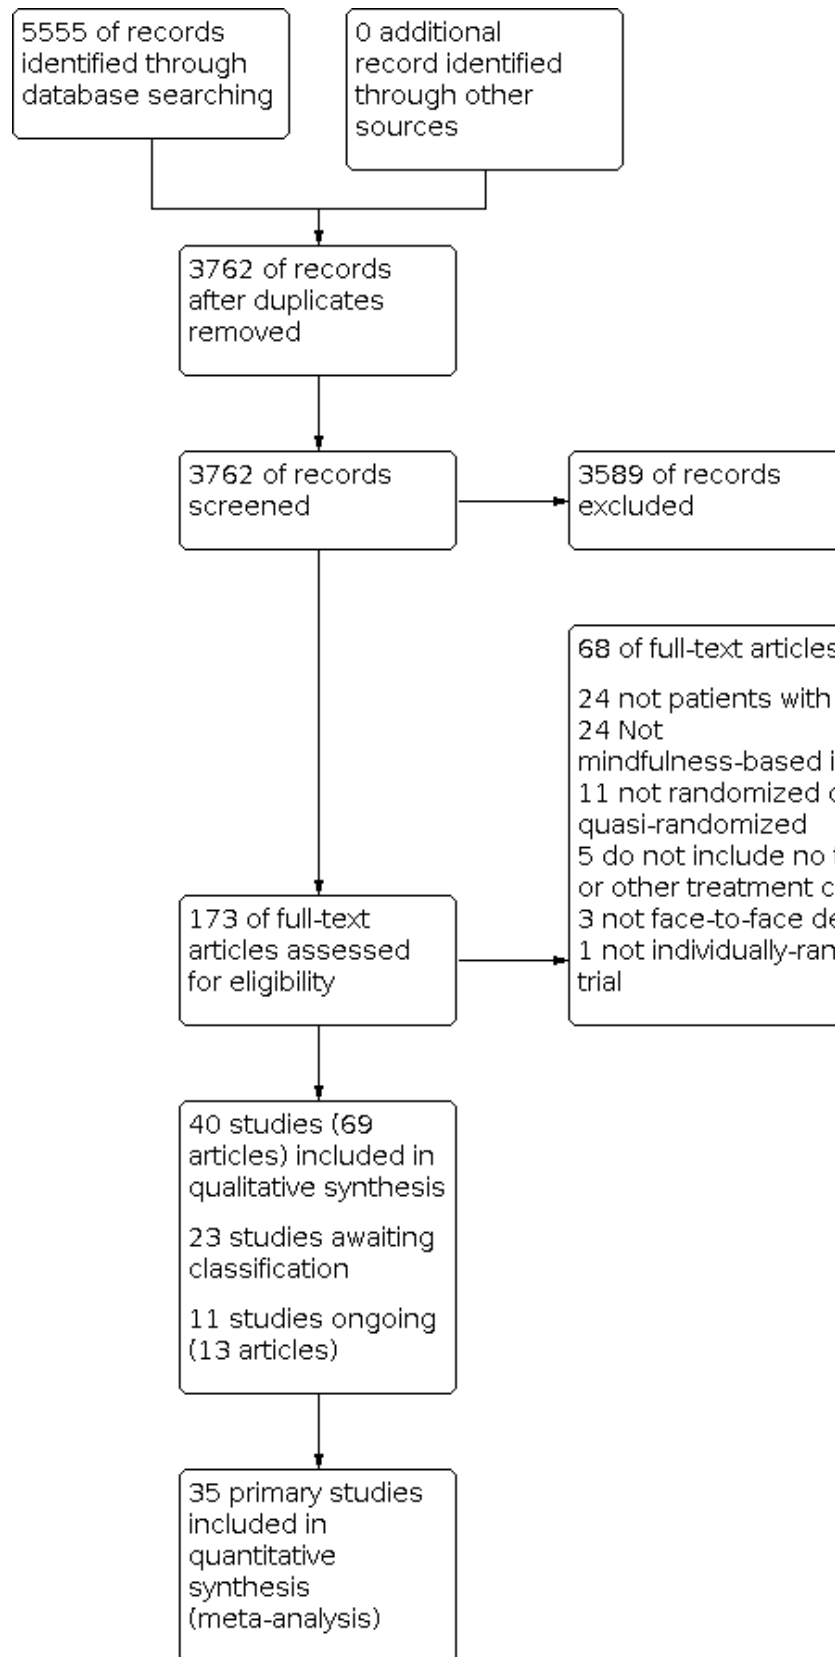 5555 of records
identified through
database searching
0 additional
record identified
through other
sources
3762 of records
after duplicates
removed
3762 of records
screened
3589 of records
excluded
68 of full-text articles
24 not patients with
24 Not
mindfulness-based
11 not randomized
quasi-randomized
5 do not include no
or other treatment
3 not face-to-face
1 not
trial
173 of full-text
articles assessed
for eligibility
40 studies (69
articles) included in
qualitative synthesis
23 studies awaiting
classification
11 studies ongoing
(13 articles)
35 primary studies
included in
quantitative
synthesis
(meta-analysis)